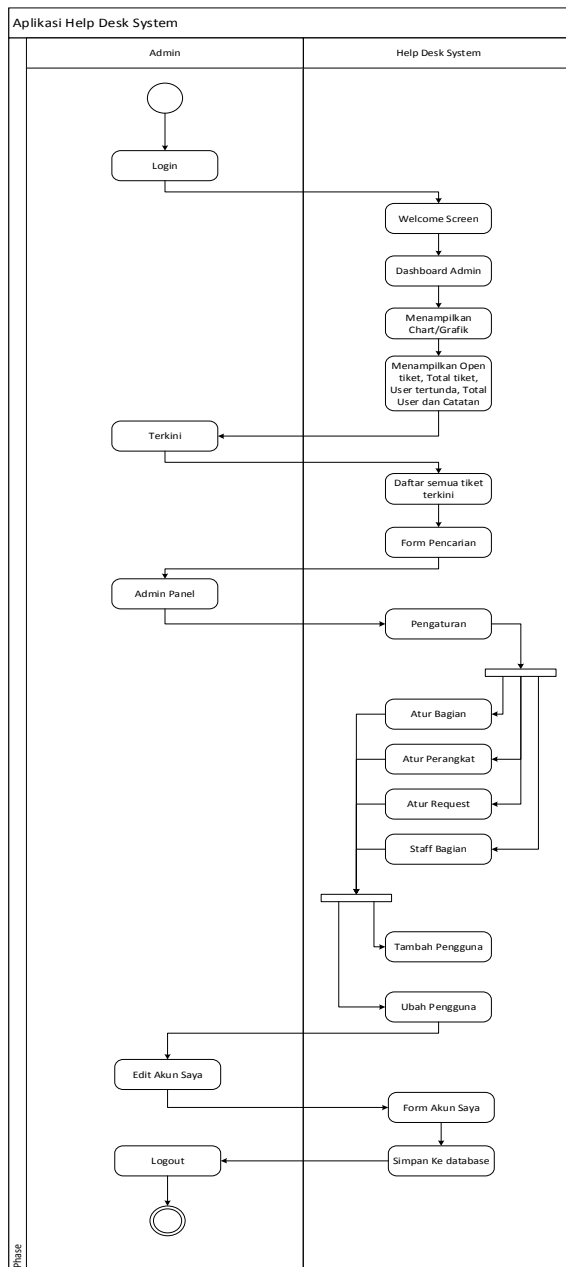 Aplikasi Help Desk System
Admin
Help Desk System
Login
Welcome Screen
Dashboard Admin
Menampilkan
Chart/Grafik
Menampilkan Open
tiket, Total tiket,
User tertunda, Total
User dan Catatan
Terkini
Daftar semua tiket
terkini
Form Pencarian
Admin Panel
Pengaturan
Atur Bagian
Atur Perangkat
Atur Request
Staff Bagian
Tambah Pengguna
Ubah Pengguna
Edit Akun Saya
Form Akun Saya
Simpan Ke database
Logout
Phase